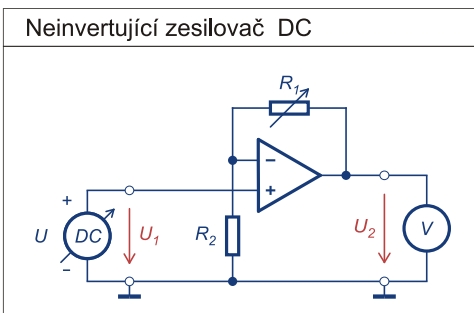 Neinvertující zesilovač DC
R1
−
+
+
U
DC
−
U1
R2
U2
V